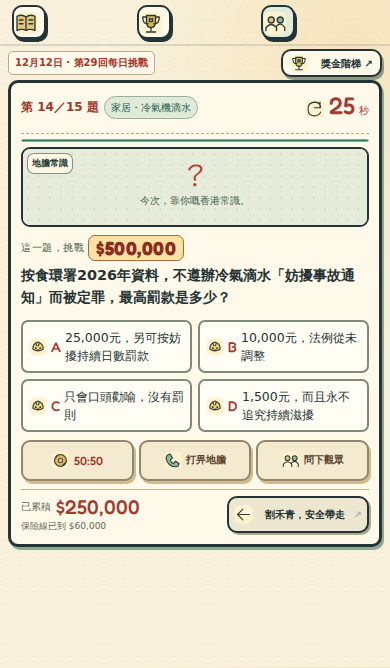 12月12日 · 第29回每日挑戰
獎金階梯 ↗
第 14／15 題
家居 · 冷氣機滴水
25 秒
地膽常識
?
今次，靠你嘅香港常識。
這一題，挑戰 $500,000
按食環署2026年資料，不遵辦冷氣滴水「妨擾事故通
知」而被定罪，最高罰款是多少？
A 25,000元，另可按妨
擾持續日數罰款
B 10,000元，法例從未
調整
C 只會口頭勸喻，沒有罰
則
D 1,500元，而且永不
追究持續滋擾
50:50
打畀地膽
問下觀眾
已累積 $250,000
保險線已到 $60,000
割禾青，安全帶走 ↗